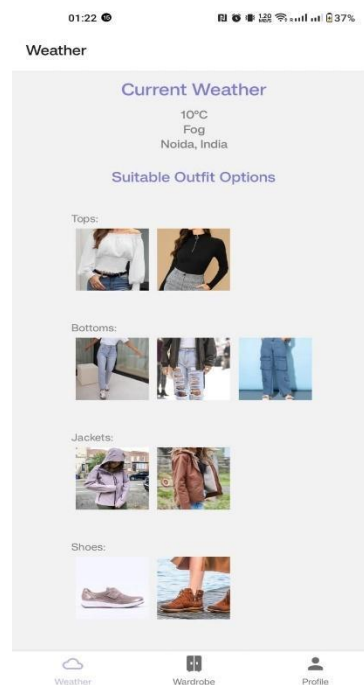 01:22
37%
Weather
Current Weather
10°C
Fog
Noida, India
Suitable Outfit Options
Tops:
Bottoms:
Jackets:
Shoes:
Weather Wardrobe Profile